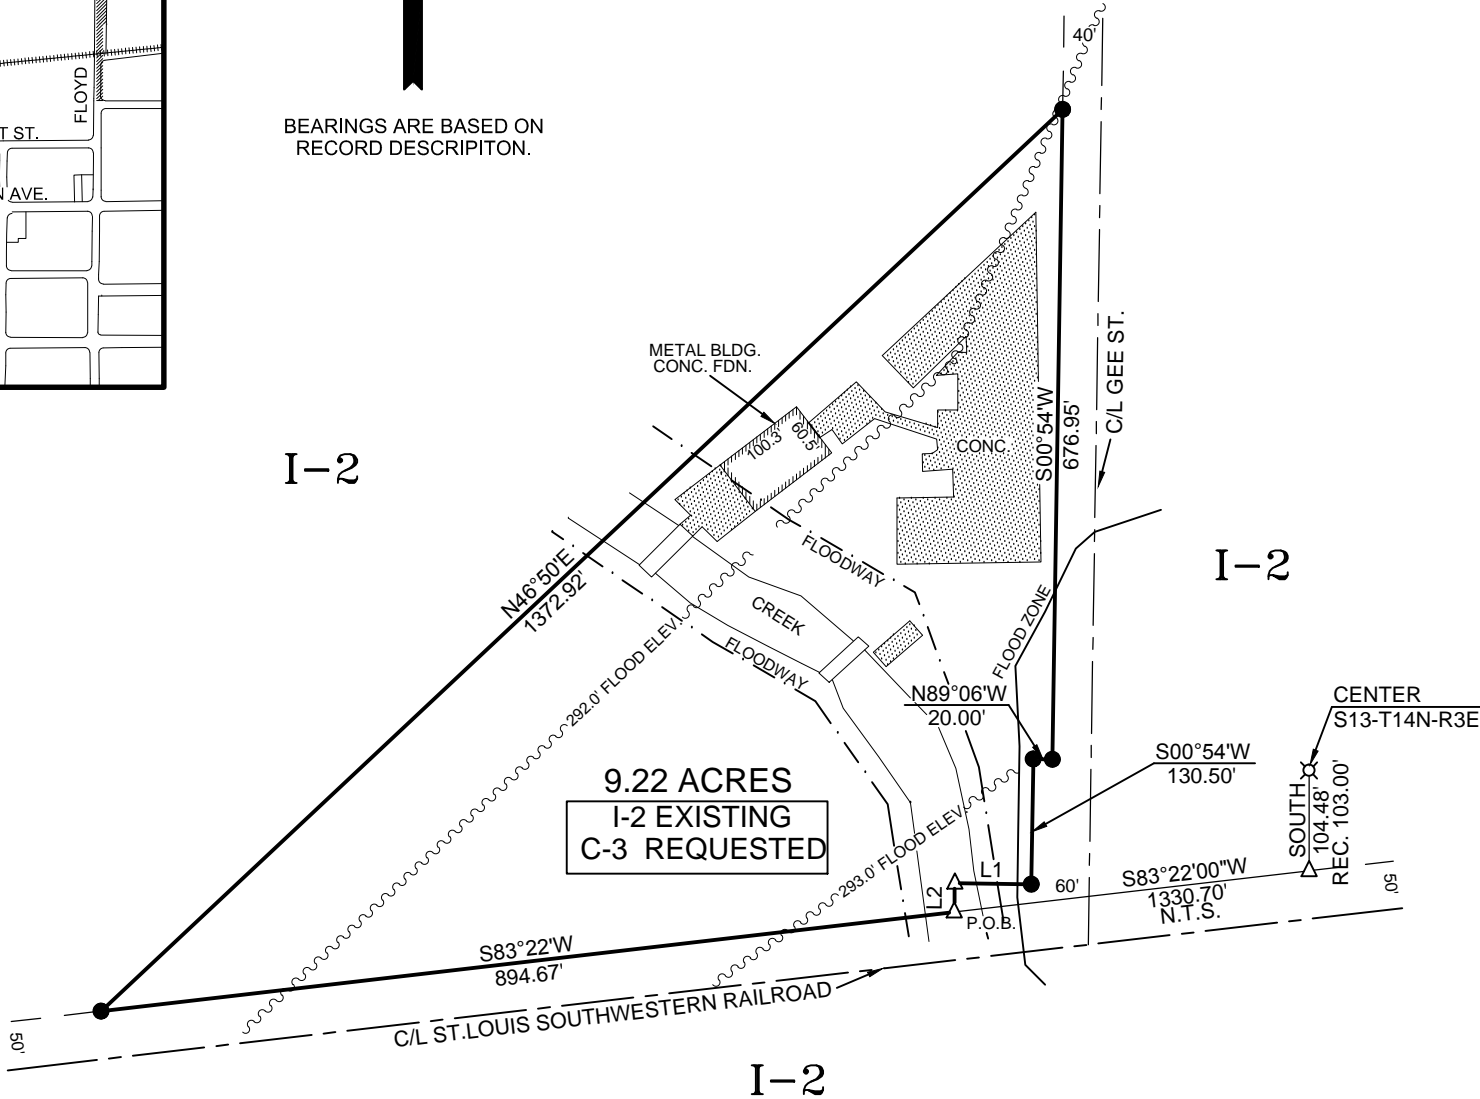 FLOYD
T ST.
N AVE.
BEARINGS ARE BASED ON
RECORD DESCRIPITON.
40'
METAL BLDG.
CONC. FDN.
100.3'
60.5'
CONC
S00°54'W
676.95'
C/L GEE ST.
I-2
I-2
N46°50'E
1372.92'
FLOODWAY
CREEK
FLOODWAY
292.0' FLOOD ELEV.
FLOOD ZONE
N89°06'W
20.00'
CENTER
S13-T14N-R3E
S00°54'W
130.50'
SOUTH
104.48'
REC. 103.00'
9.22 ACRES
I-2 EXISTING
C-3 REQUESTED
293.0' FLOOD ELEV.
L1
L2
60'
P.O.B.
S83°22'00"W
1330.70'
N.T.S.
50'
S83°22'W
894.67'
C/L ST.LOUIS SOUTHWESTERN RAILROAD
50'
I-2